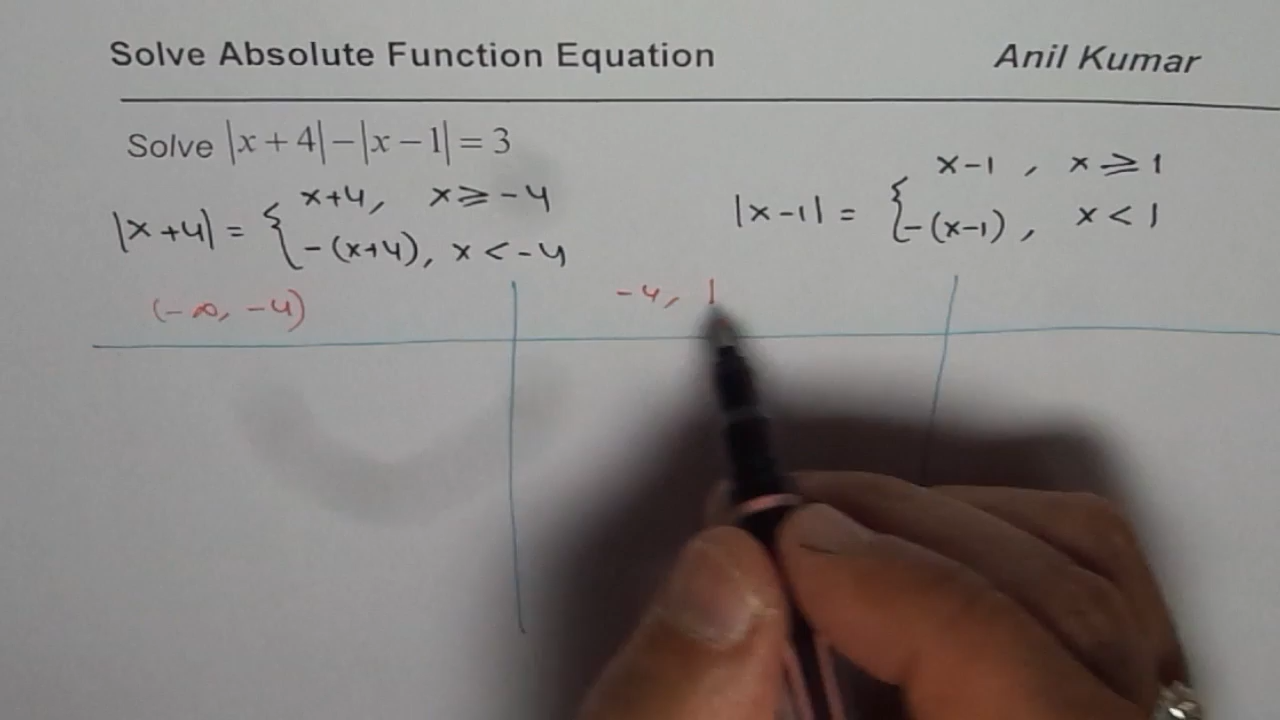 Solve Absolute Function Equation Anil Kumar
Solve |x + 4| − |x − 1| = 3
|x+4| = { x+4, x ≥ -4
-(x+4), x < -4
|x-1| = { x-1, x ≥ 1
-(x-1), x < 1
(-∞, -4) -4, 1